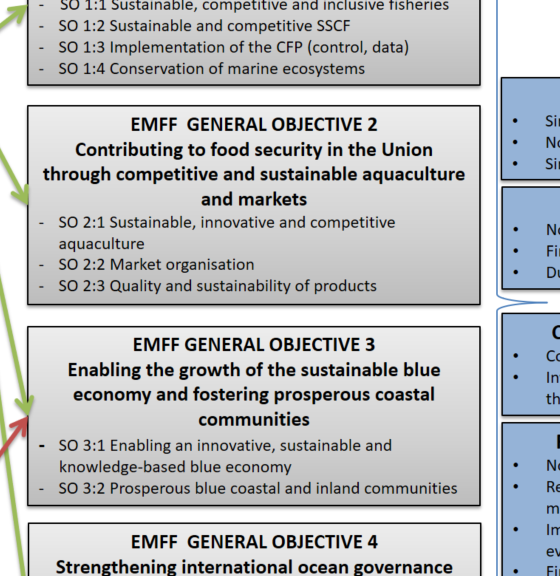 - SO 1:1 Sustainable, competitive and inclusive fisheries
- SO 1:2 Sustainable and competitive SSCF
- SO 1:3 Implementation of the CFP (control, data)
- SO 1:4 Conservation of marine ecosystems
EMFF GENERAL OBJECTIVE 2
Contributing to food security in the Union
through competitive and sustainable aquaculture
and markets
- SO 2:1 Sustainable, innovative and competitive
aquaculture
- SO 2:2 Market organisation
- SO 2:3 Quality and sustainability of products
EMFF GENERAL OBJECTIVE 3
Enabling the growth of the sustainable blue
economy and fostering prosperous coastal
communities
- SO 3:1 Enabling an innovative, sustainable and
knowledge-based blue economy
- SO 3:2 Prosperous blue coastal and inland communities
EMFF GENERAL OBJECTIVE 4
Strengthening international ocean governance